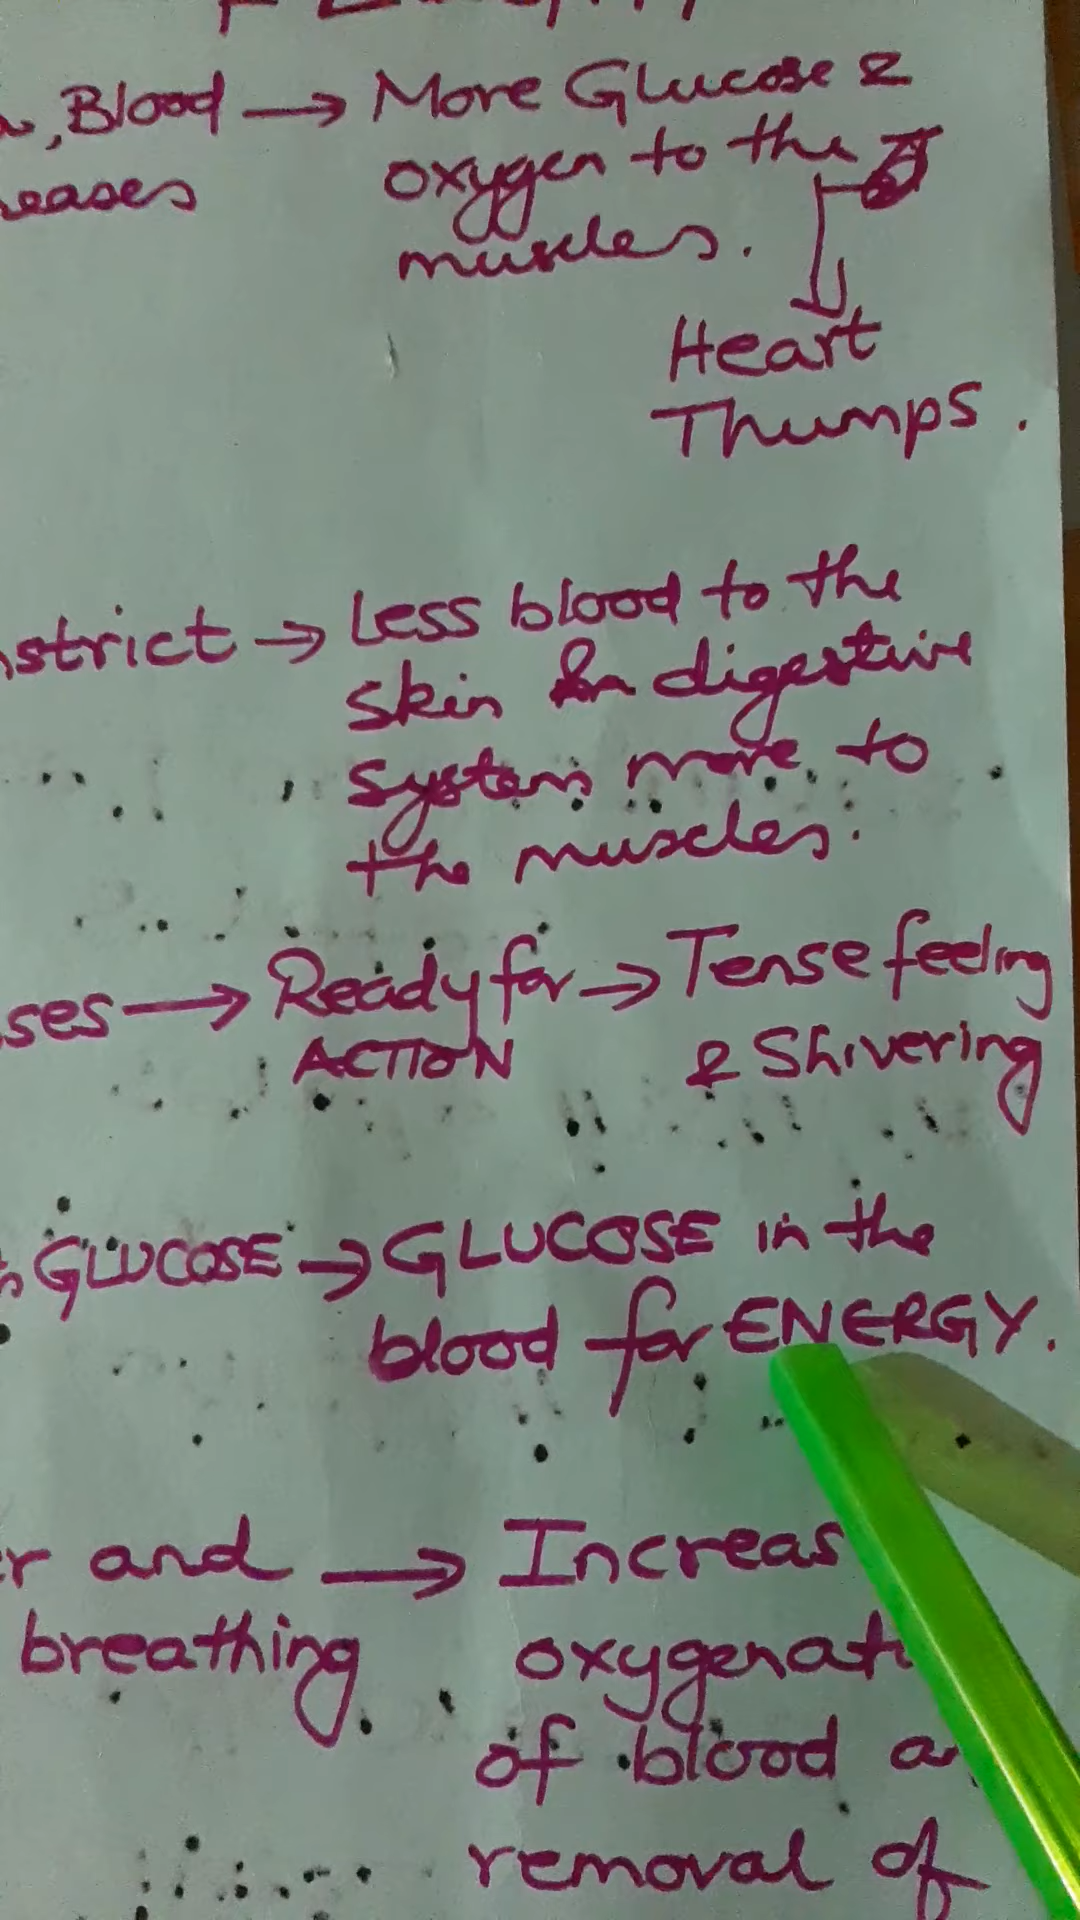 , Blood → More Glucose &
reases oxygen to the
muscles.
Heart
Thumps.
strict → Less blood to the
skin digestive
system more to
the muscles.
ses → Ready for → Tense feeling
ACTION & Shivering
GLUCOSE → GLUCOSE in the
blood for ENERGY.
r and → Increas
breathing oxygenat
of blood a
removal of